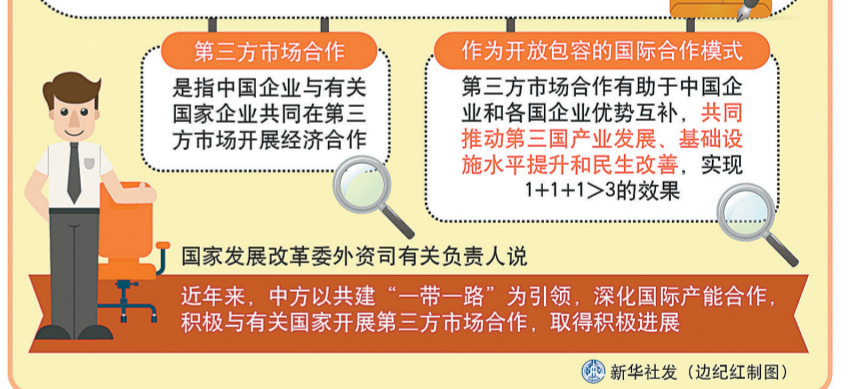 第三方市场合作
是指中国企业与有关
国家企业共同在第三
方市场开展经济合作
作为开放包容的国际合作模式
第三方市场合作有助于中国企
业和各国企业优势互补，共同
推动第三国产业发展、基础设
施水平提升和民生改善，实现
1+1+1>3的效果
国家发展改革委外资司有关负责人说
近年来，中方以共建“一带一路”为引领，深化国际产能合作，
积极与有关国家开展第三方市场合作，取得积极进展
新华社发（边纪红制图）